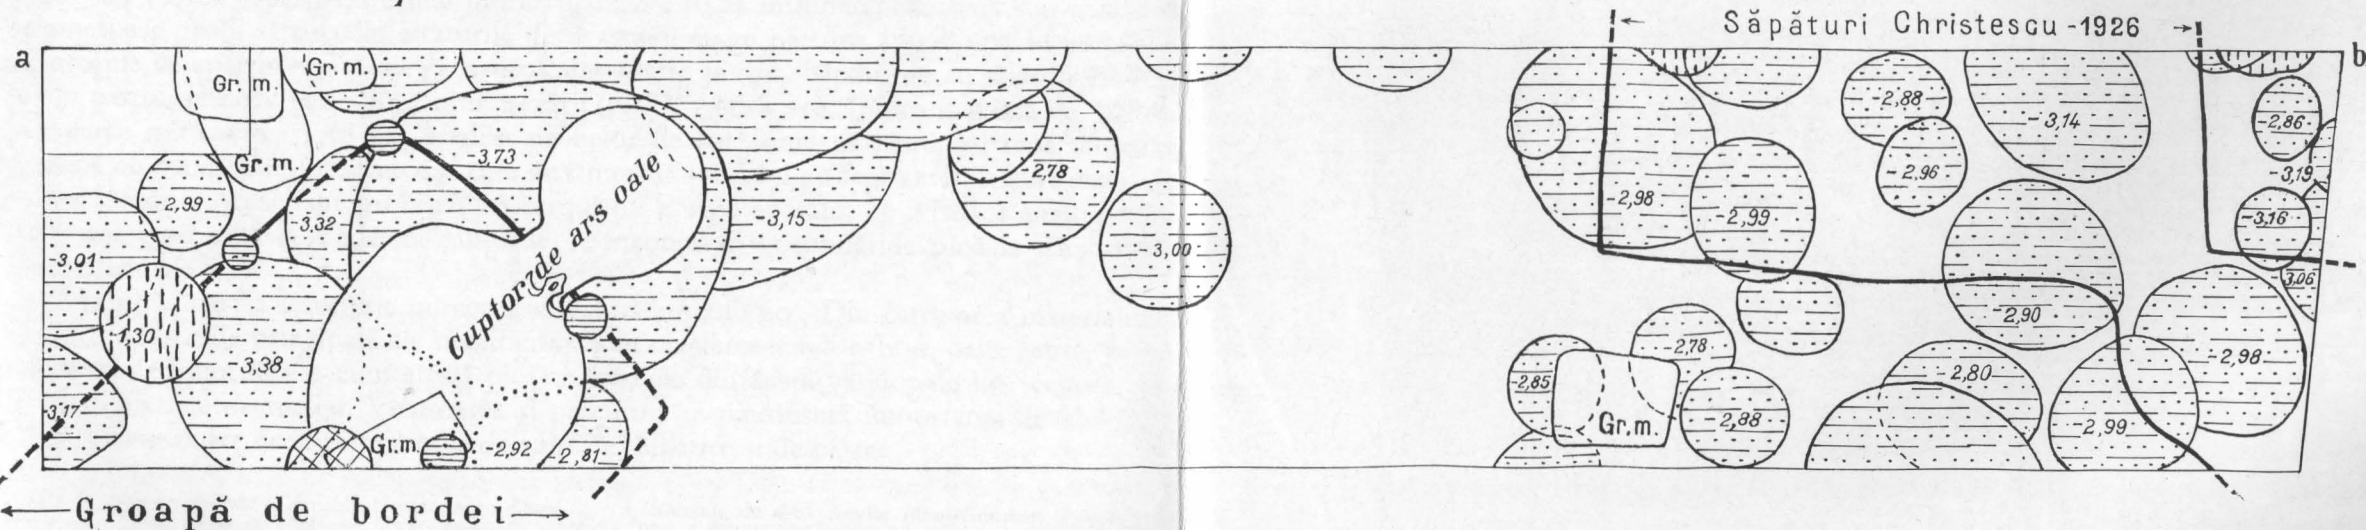 Săpături Christescu -1926
a
b
Gr. m.
Gr. m.
Gr. m.
-3,73
-2,99
-3,32
-3,01
-3,38
-3,17
Cuptor de ars oale
-3,15
-2,78
-3,00
Gr.m.
-2,92
-2,81
Groapă de bordei
-2,98
-2,99
-2,88
-2,96
-3,14
-2,86
-3,19
-3,16
-3,06
-2,90
-2,98
-2,78
-2,85
-2,80
Gr.m.
-2,88
-2,99